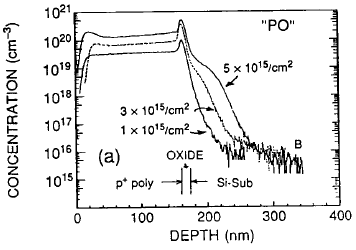 CONCENTRATION (cm⁻³)
10²¹
10²⁰
10¹⁹
10¹⁸
10¹⁷
10¹⁶
10¹⁵
"PO"
5 × 10¹⁵/cm²
3 × 10¹⁵/cm²
1 × 10¹⁵/cm²
B
(a)
OXIDE
p⁺ poly
Si-Sub
0 100 200 300 400
DEPTH (nm)